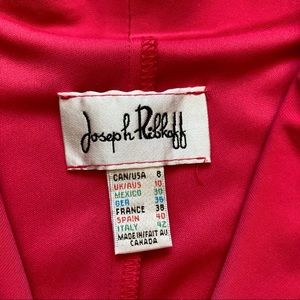 Joseph Ribkoff
CAN/USA 8
UK/AUS 10
MEXICO 30
GER 36
FRANCE 38
SPAIN 40
ITALY 42
MADE IN/FAIT AU
CANADA